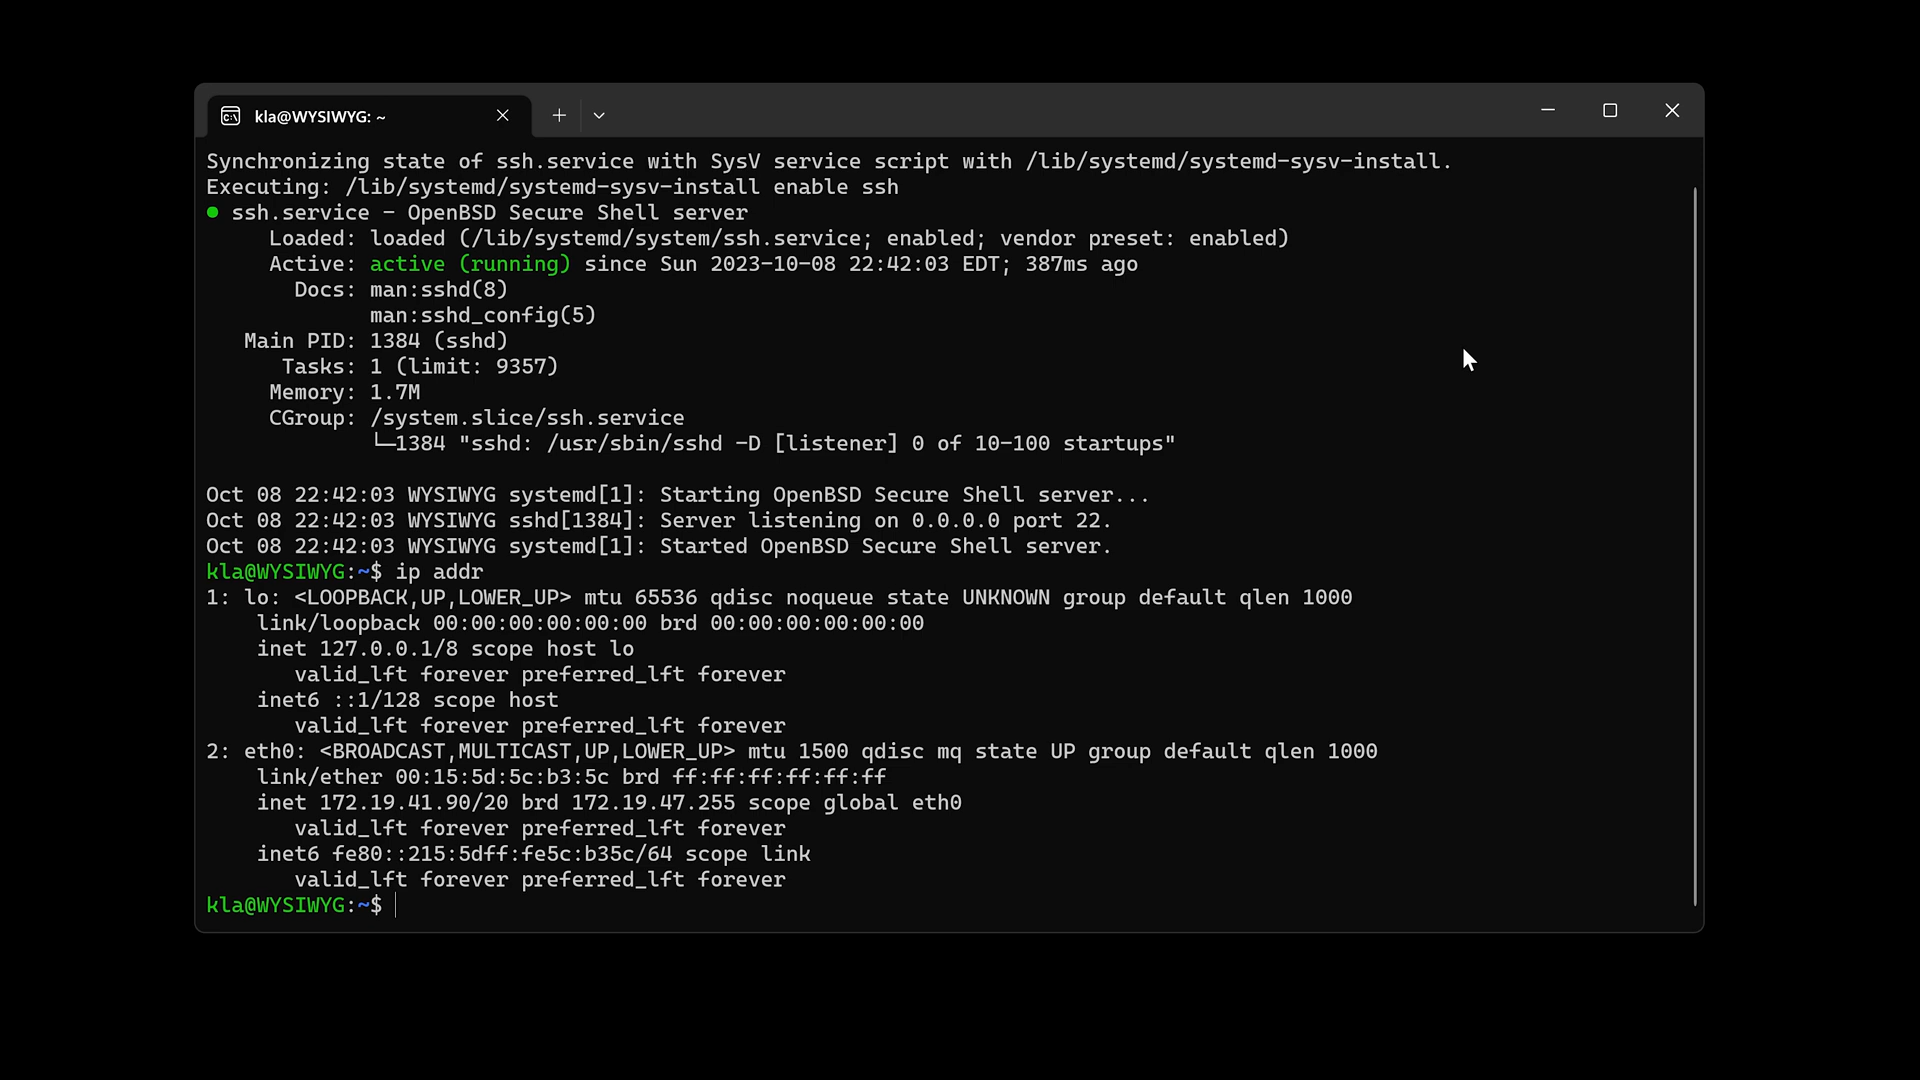 kla@WYSIWYG: ~
Synchronizing state of ssh.service with SysV service script with /lib/systemd/systemd-sysv-install.
Executing: /lib/systemd/systemd-sysv-install enable ssh
● ssh.service - OpenBSD Secure Shell server
     Loaded: loaded (/lib/systemd/system/ssh.service; enabled; vendor preset: enabled)
     Active: active (running) since Sun 2023-10-08 22:42:03 EDT; 387ms ago
       Docs: man:sshd(8)
             man:sshd_config(5)
   Main PID: 1384 (sshd)
      Tasks: 1 (limit: 9357)
     Memory: 1.7M
     CGroup: /system.slice/ssh.service
             └─1384 "sshd: /usr/sbin/sshd -D [listener] 0 of 10-100 startups"
Oct 08 22:42:03 WYSIWYG systemd[1]: Starting OpenBSD Secure Shell server...
Oct 08 22:42:03 WYSIWYG sshd[1384]: Server listening on 0.0.0.0 port 22.
Oct 08 22:42:03 WYSIWYG systemd[1]: Started OpenBSD Secure Shell server.
kla@WYSIWYG:~$ ip addr
1: lo: <LOOPBACK,UP,LOWER_UP> mtu 65536 qdisc noqueue state UNKNOWN group default qlen 1000
    link/loopback 00:00:00:00:00:00 brd 00:00:00:00:00:00
    inet 127.0.0.1/8 scope host lo
       valid_lft forever preferred_lft forever
    inet6 ::1/128 scope host
       valid_lft forever preferred_lft forever
2: eth0: <BROADCAST,MULTICAST,UP,LOWER_UP> mtu 1500 qdisc mq state UP group default qlen 1000
    link/ether 00:15:5d:5c:b3:5c brd ff:ff:ff:ff:ff:ff
    inet 172.19.41.90/20 brd 172.19.47.255 scope global eth0
       valid_lft forever preferred_lft forever
    inet6 fe80::215:5dff:fe5c:b35c/64 scope link
       valid_lft forever preferred_lft forever
kla@WYSIWYG:~$